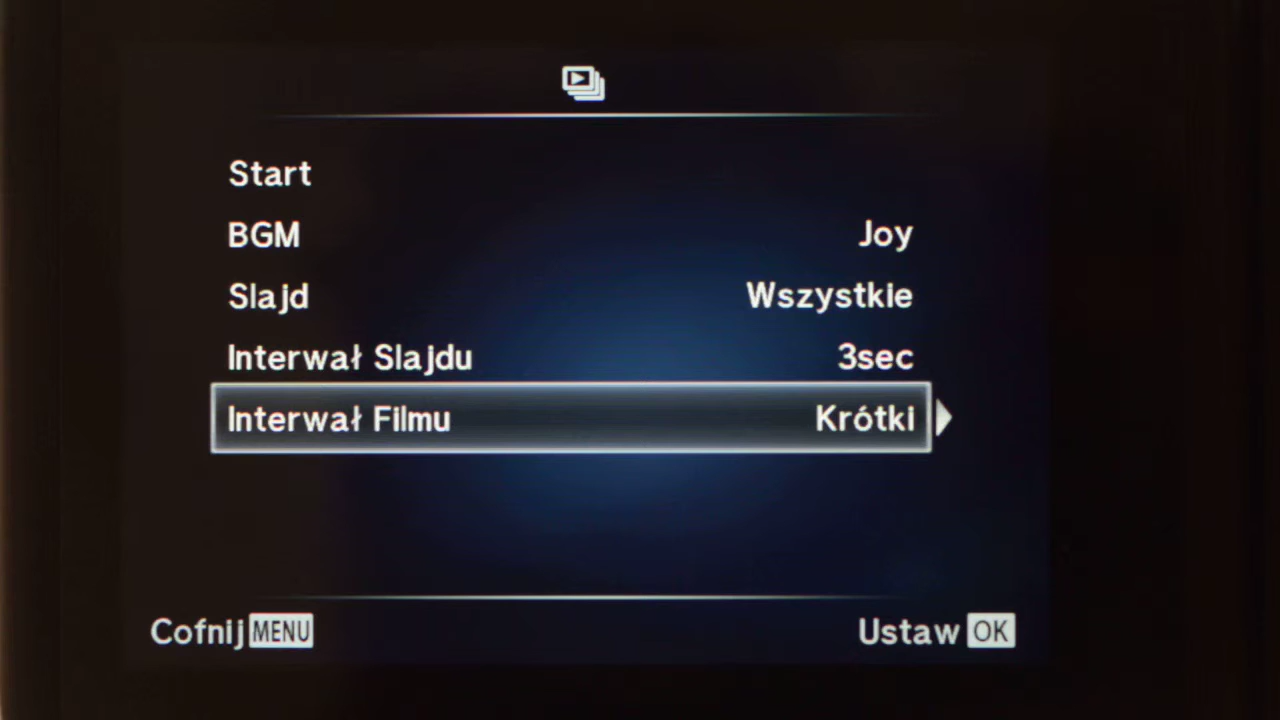 Start
BGM Joy
Slajd Wszystkie
Interwał Slajdu 3sec
Interwał Filmu Krótki
Cofnij MENU Ustaw OK